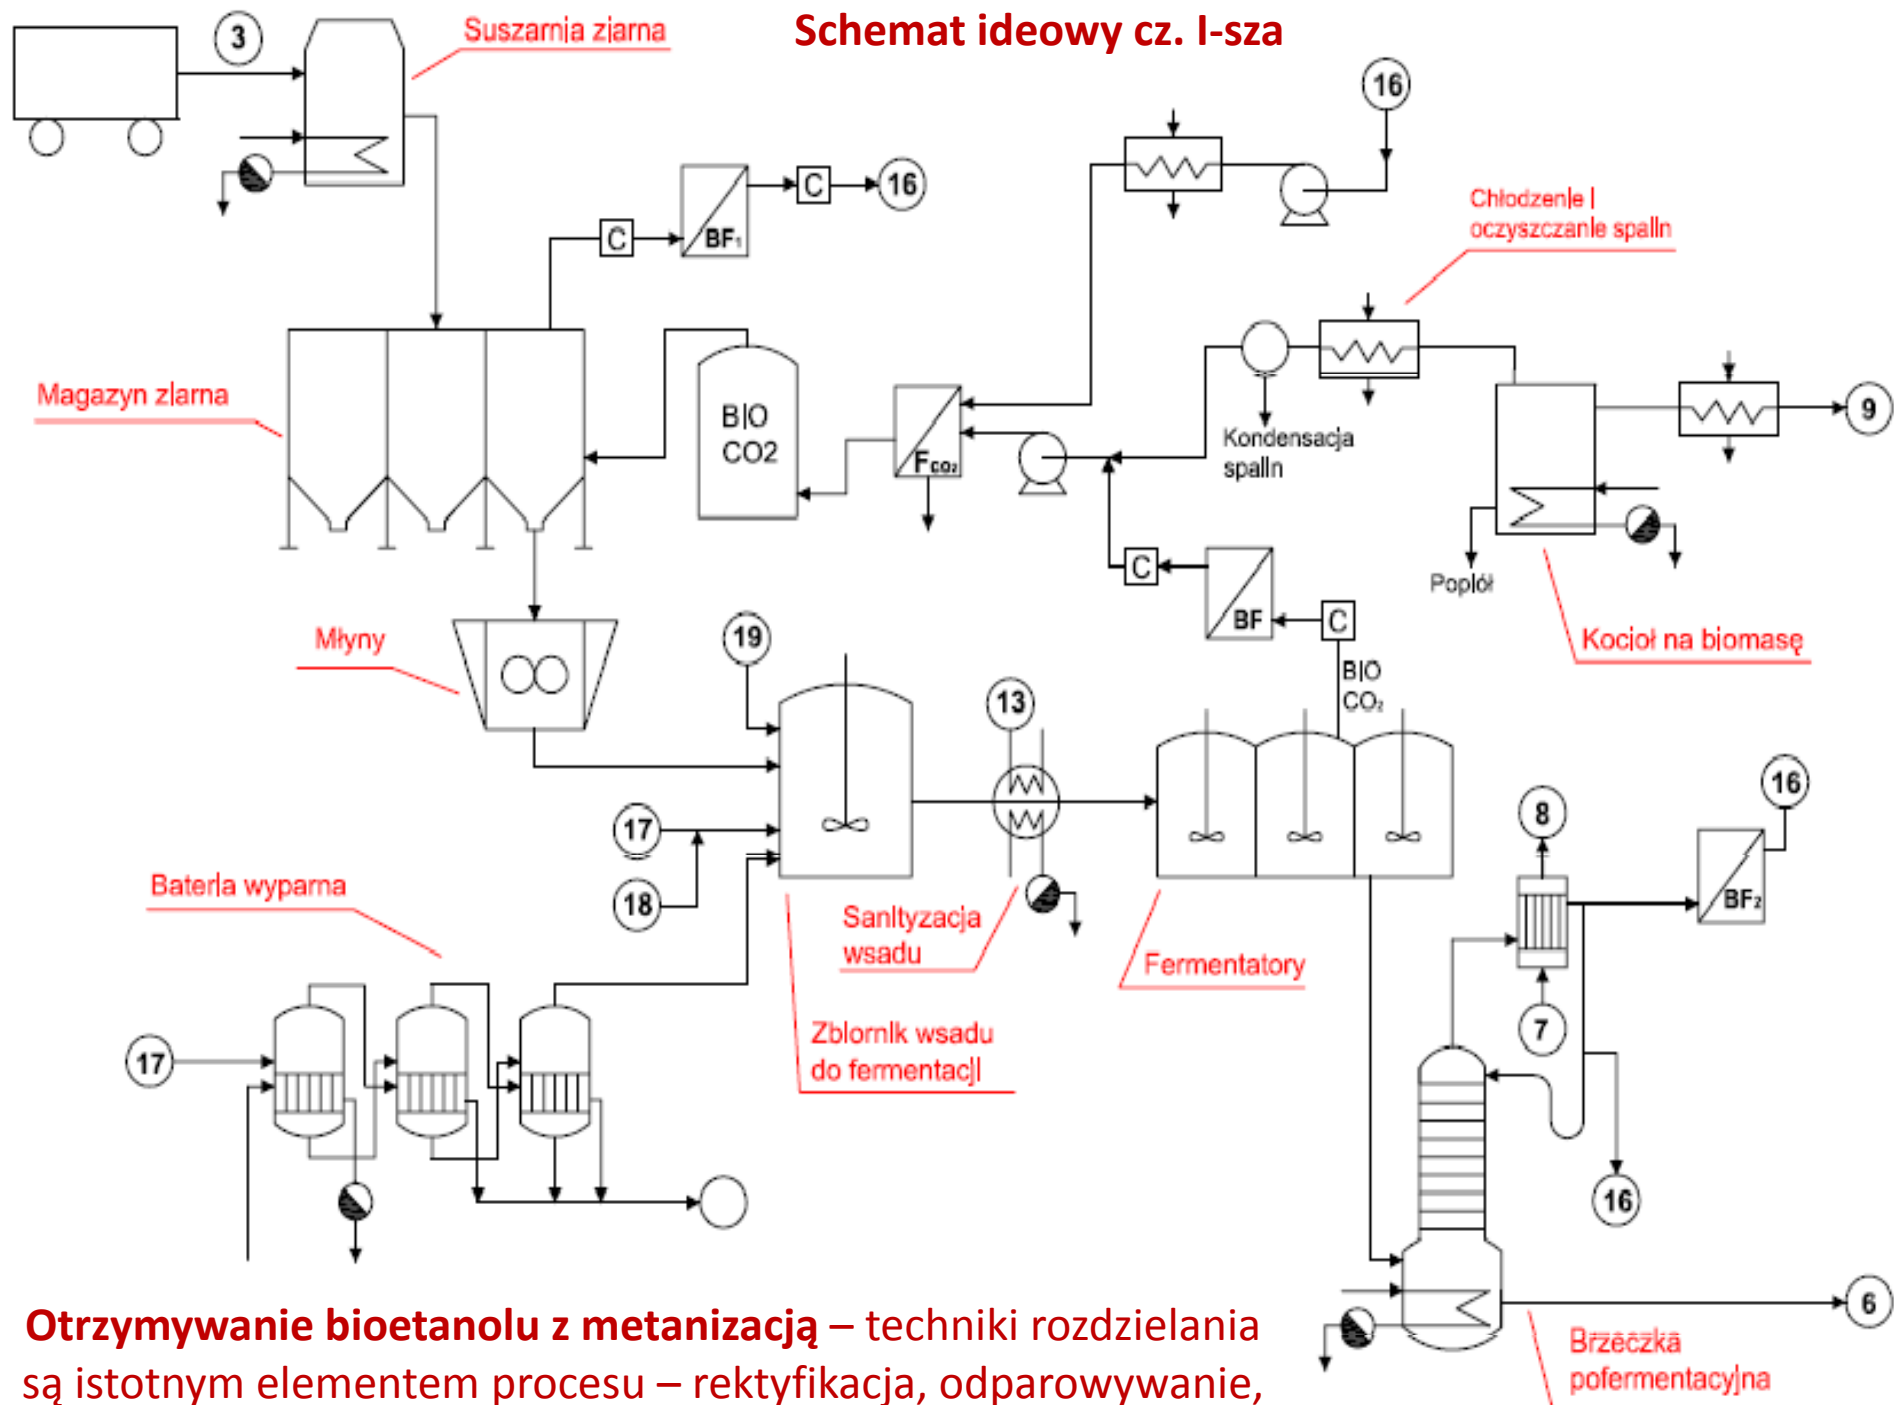 Schemat ideowy cz. I-sza
3
Suszarnia ziarna
16
C
BF1
C
16
Chłodzenie i
oczyszczanie spalin
Magazyn ziarna
BIO
CO2
FCO2
Kondensacja
spalin
9
C
BF
C
Popiół
Kocioł na biomasę
Młyny
19
13
BIO
CO2
17
18
8
16
BF2
Bateria wyparna
Sanityzacja
wsadu
Fermentatory
17
Zbiornik wsadu
do fermentacji
7
16
6
Brzeczka
pofermentacyjna
Otrzymywanie bioetanolu z metanizacją – techniki rozdzielania
są istotnym elementem procesu – rektyfikacja, odparowywanie,